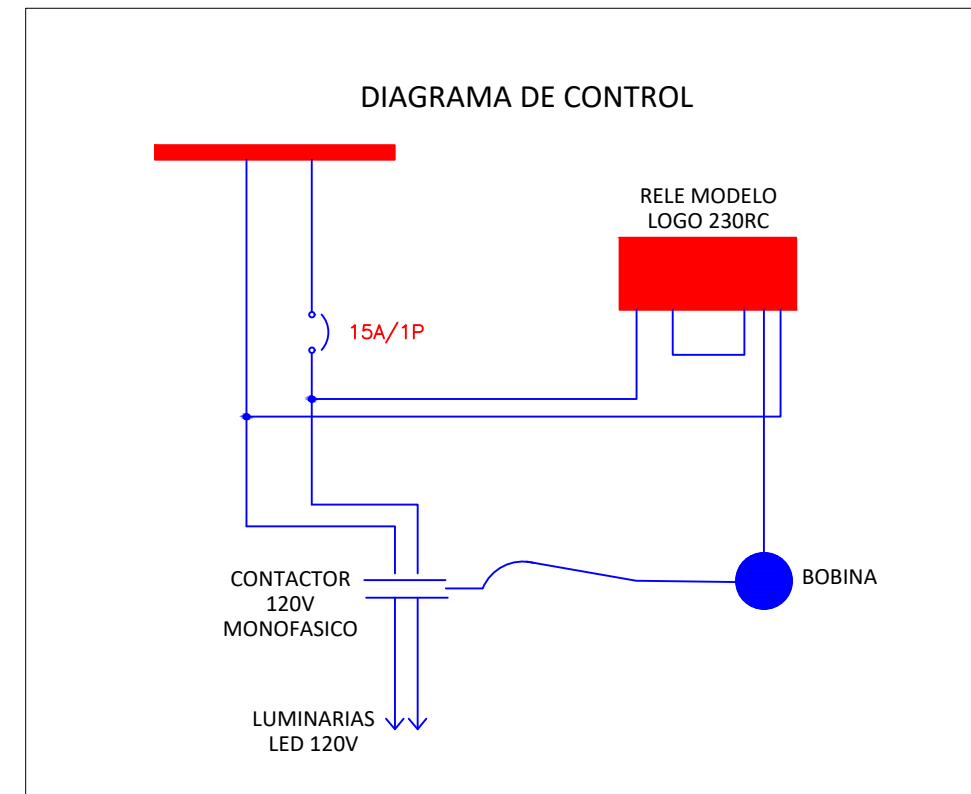 DIAGRAMA DE CONTROL
RELE MODELO
LOGO 230RC
15A/1P
CONTACTOR
120V
MONOFASICO
BOBINA
LUMINARIAS
LED 120V